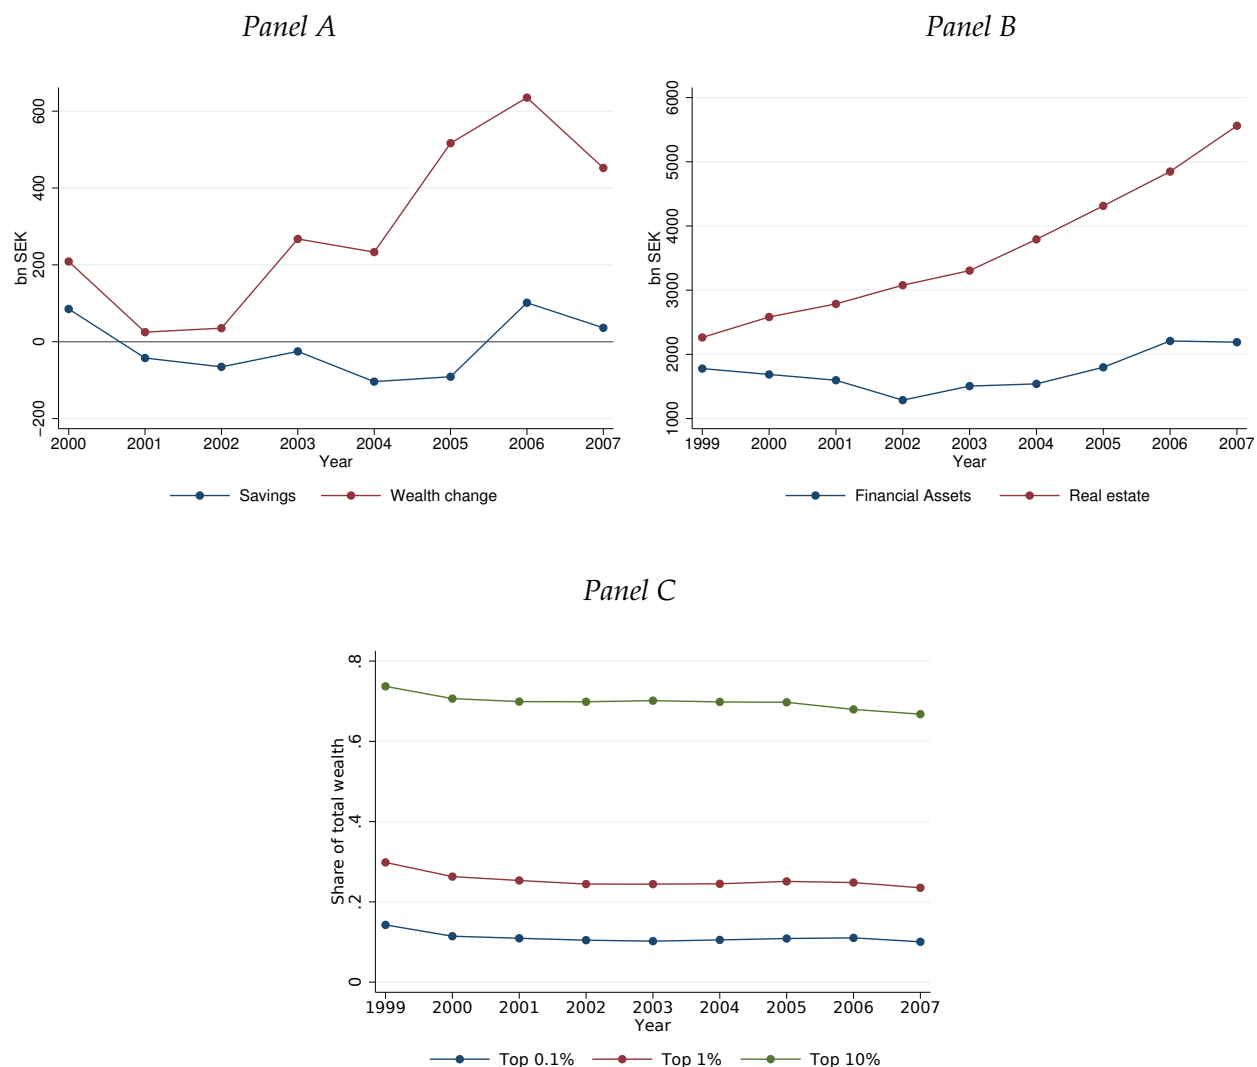 Panel A
600
400
200
0
−200
bn SEK
2000 2001 2002 2003 2004 2005 2006 2007
Year
Savings Wealth change
Panel B
6000
5000
4000
3000
2000
1000
bn SEK
1999 2000 2001 2002 2003 2004 2005 2006 2007
Year
Financial Assets Real estate
Panel C
.8
.6
.4
.2
0
Share of total wealth
1999 2000 2001 2002 2003 2004 2005 2006 2007
Year
Top 0.1% Top 1% Top 10%